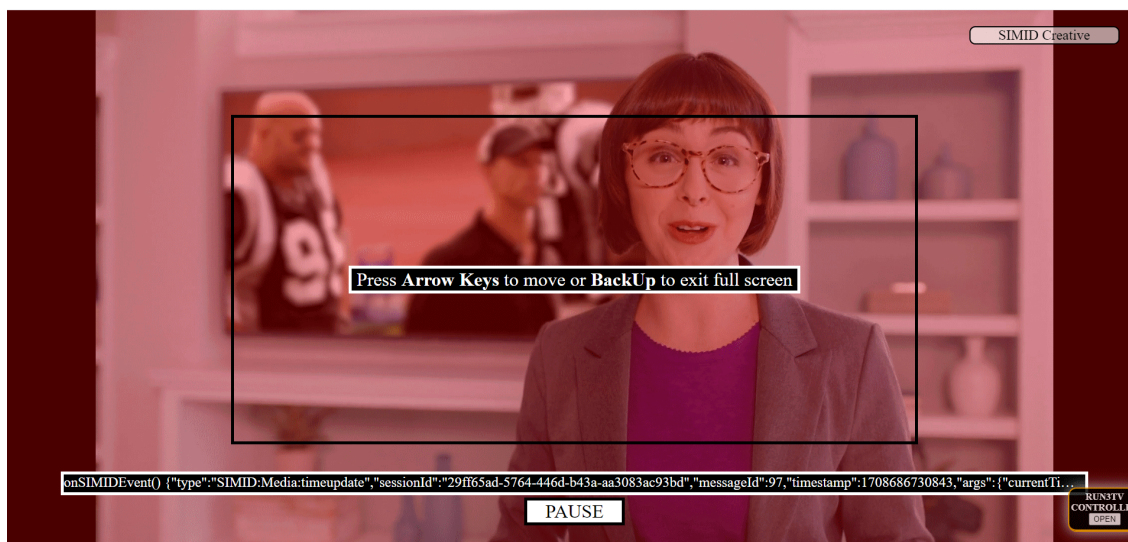 SIMID Creative
Press Arrow Keys to move or BackUp to exit full screen
onSIMIDEvent() {"type":"SIMID:Media:timeupdate","sessionId":"29ff65ad-5764-446d-b43a-aa3083ac93bd","messageId":97,"timestamp":1708686730843,"args":{"currentTi…
PAUSE
RUN3TV
OPEN